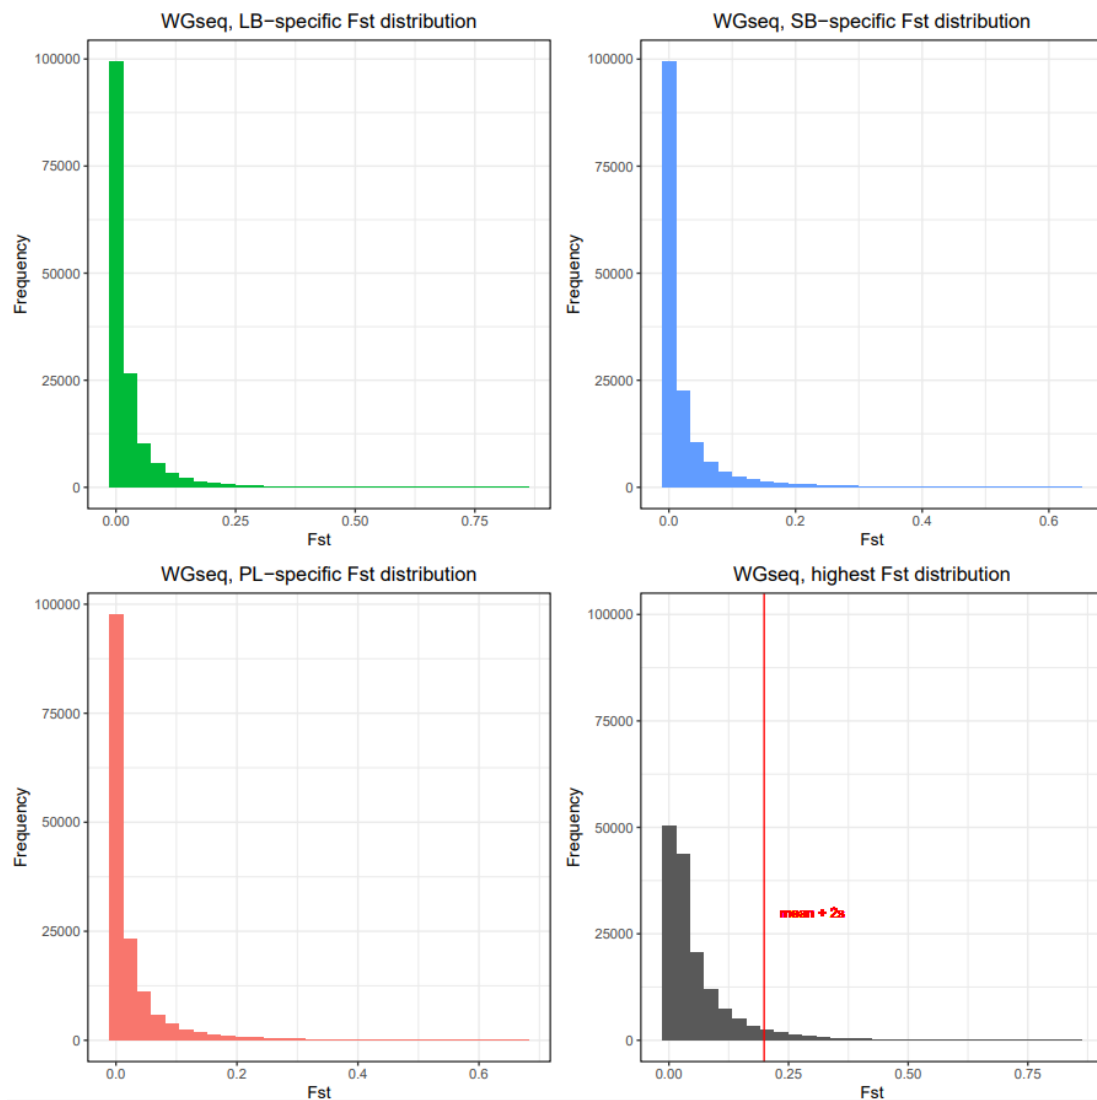 WGseq, LB−specific Fst distribution
100000
75000
50000
25000
0
Frequency
0.00 0.25 0.50 0.75
Fst
WGseq, SB−specific Fst distribution
100000
75000
50000
25000
0
Frequency
0.0 0.2 0.4 0.6
Fst
WGseq, PL−specific Fst distribution
100000
75000
50000
25000
0
Frequency
0.0 0.2 0.4 0.6
Fst
WGseq, highest Fst distribution
100000
75000
50000
25000
0
Frequency
mean + 2s
0.00 0.25 0.50 0.75
Fst